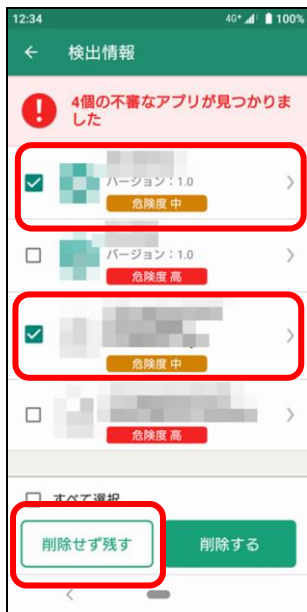 12:34 4G+ 100%
検出情報
4個の不審なアプリが見つかりま
した
バージョン：1.0
危険度 中
バージョン：1.0
危険度 高
危険度 中
危険度 高
すべて選択
削除せず残す 削除する